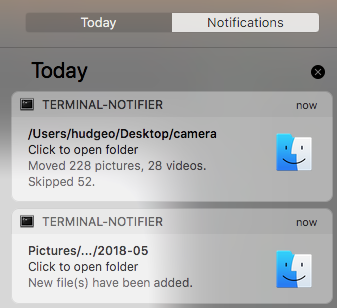 Today Notifications
Today
TERMINAL-NOTIFIER now
/Users/hudgeo/Desktop/camera
Click to open folder
Moved 228 pictures, 28 videos.
Skipped 52.
TERMINAL-NOTIFIER now
Pictures/.../2018-05
Click to open folder
New file(s) have been added.